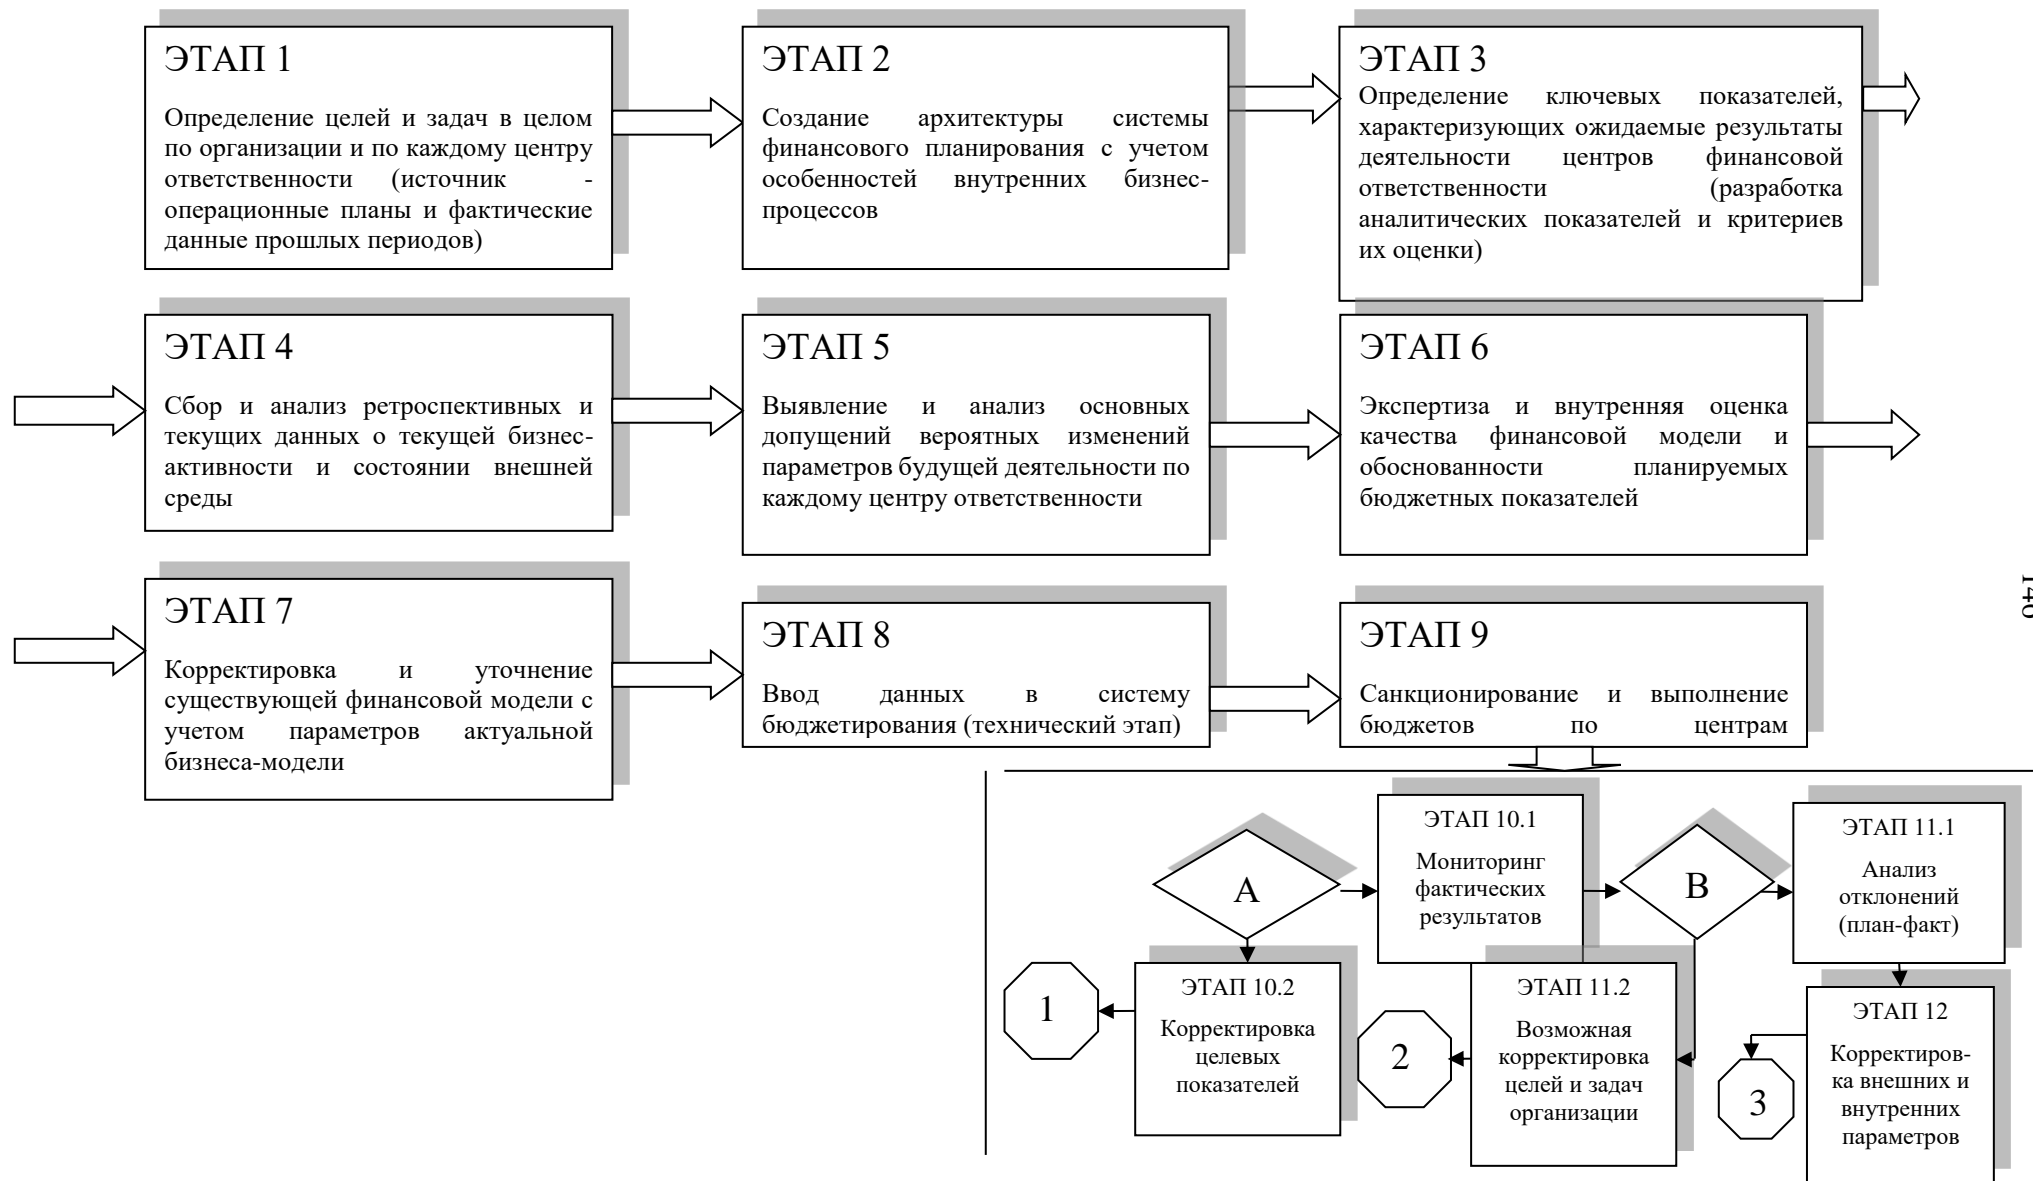 ЭТАП 1
Определение целей и задач в целом
по организации и по каждому центру
ответственности (источник -
операционные планы и фактические
данные прошлых периодов)
ЭТАП 2
Создание архитектуры системы
финансового планирования с учетом
особенностей внутренних бизнес-
процессов
ЭТАП 3
Определение ключевых показателей,
характеризующих ожидаемые результаты
деятельности центров финансовой
ответственности (разработка
аналитических показателей и критериев
их оценки)
ЭТАП 4
Сбор и анализ ретроспективных и
текущих данных о текущей бизнес-
активности и состоянии внешней
среды
ЭТАП 5
Выявление и анализ основных
допущений вероятных изменений
параметров будущей деятельности по
каждому центру ответственности
ЭТАП 6
Экспертиза и внутренняя оценка
качества финансовой модели и
обоснованности планируемых
бюджетных показателей
ЭТАП 7
Корректировка и уточнение
существующей финансовой модели с
учетом параметров актуальной
бизнеса-модели
ЭТАП 8
Ввод данных в систему
бюджетирования (технический этап)
ЭТАП 9
Санкционирование и выполнение
бюджетов по центрам
A
ЭТАП 10.1
Мониторинг
фактических
результатов
B
ЭТАП 11.1
Анализ
отклонений
(план-факт)
1
ЭТАП 10.2
Корректировка
целевых
показателей
2
ЭТАП 11.2
Возможная
корректировка
целей и задач
организации
3
ЭТАП 12
Корректиров-
ка внешних и
внутренних
параметров